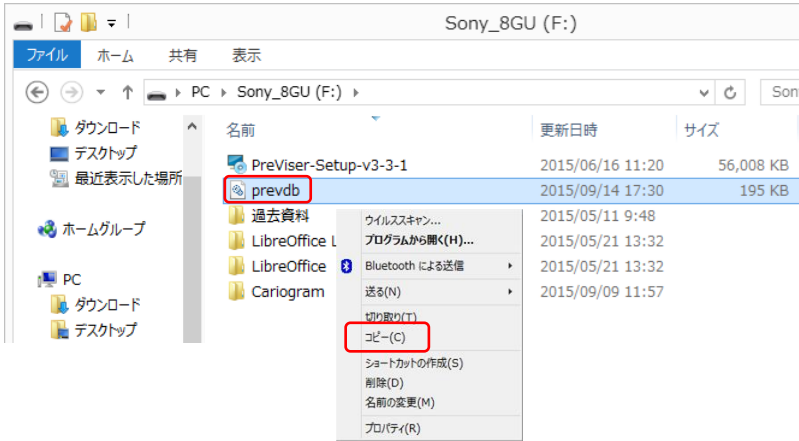 Sony_8GU (F:)
ファイル ホーム 共有 表示
PC Sony_8GU (F:) Son
ダウンロード
デスクトップ
最近表示した場所
ホームグループ
PC
ダウンロード
デスクトップ
名前 更新日時 サイズ
PreViser-Setup-v3-3-1 2015/06/16 11:20 56,008 KB
prevdb 2015/09/14 17:30 195 KB
過去資料 2015/05/11 9:48
LibreOffice L 2015/05/21 13:32
LibreOffice 2015/05/21 13:32
Cariogram 2015/09/09 11:57
ウイルススキャン...
プログラムから開く(H)...
Bluetooth による送信
送る(N)
切り取り(T)
コピー(C)
ショートカットの作成(S)
削除(D)
名前の変更(M)
プロパティ(R)